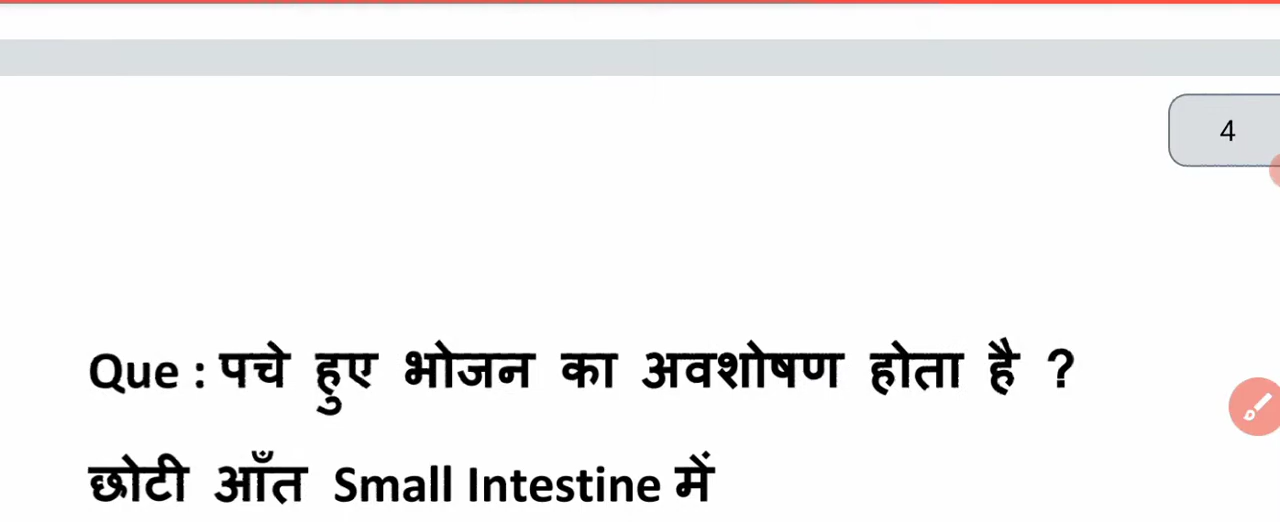 4
Que : पचे हुए भोजन का अवशोषण होता है ?
छोटी आँत Small Intestine में